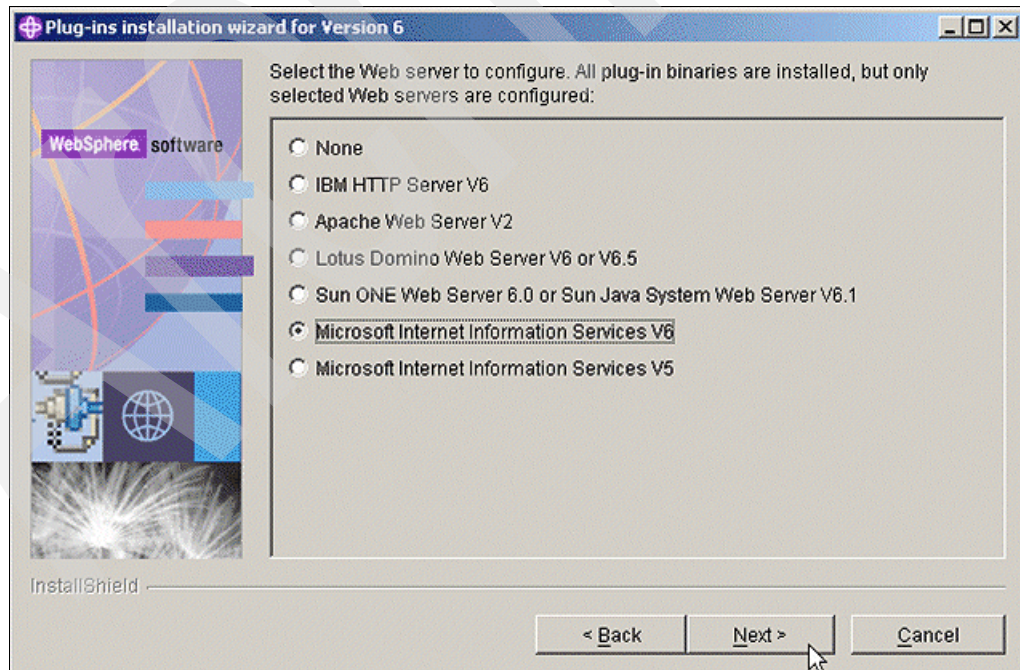 Plug-ins installation wizard for Version 6
Select the Web server to configure. All plug-in binaries are installed, but only
selected Web servers are configured:
WebSphere software
None
IBM HTTP Server V6
Apache Web Server V2
Lotus Domino Web Server V6 or V6.5
Sun ONE Web Server 6.0 or Sun Java System Web Server V6.1
Microsoft Internet Information Services V6
Microsoft Internet Information Services V5
InstallShield
< Back Next > Cancel